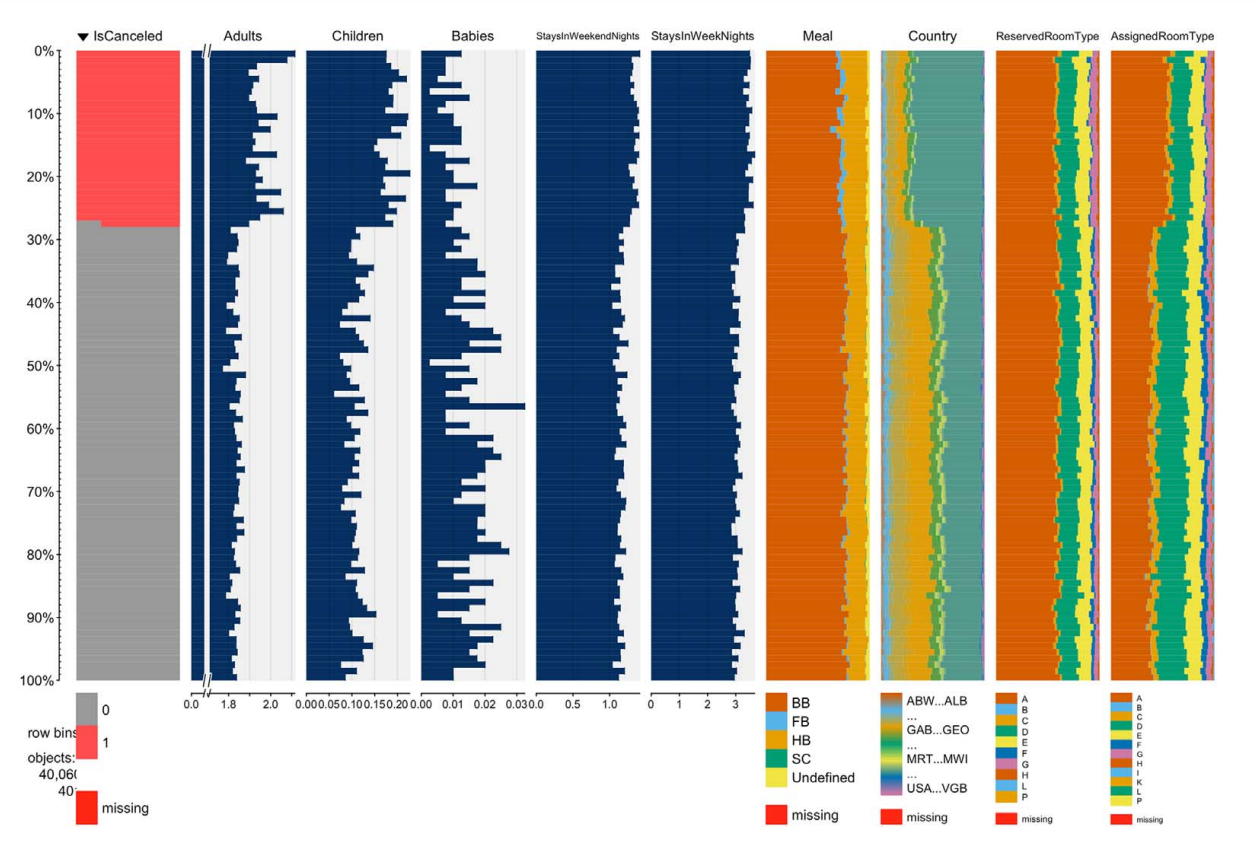 ▼ IsCanceled Adults Children Babies StaysInWeekendNights StaysInWeekNights Meal Country ReservedRoomType AssignedRoomType
0%
10%
20%
30%
40%
50%
60%
70%
80%
90%
100%
0.0 1.8 2.0 0.00 0.05 0.10 0.15 0.20 0.00 0.01 0.02 0.03 0.0 0.5 1.0 0 1 2 3
row bins
objects:
40,060
40
0
1
missing
BB
FB
HB
SC
Undefined
missing
ABW...ALB
...
GAB...GEO
...
MRT...MWI
...
USA...VGB
missing
A
B
C
D
E
F
G
H
L
P
missing
A
B
C
D
E
F
G
H
I
K
L
P
missing